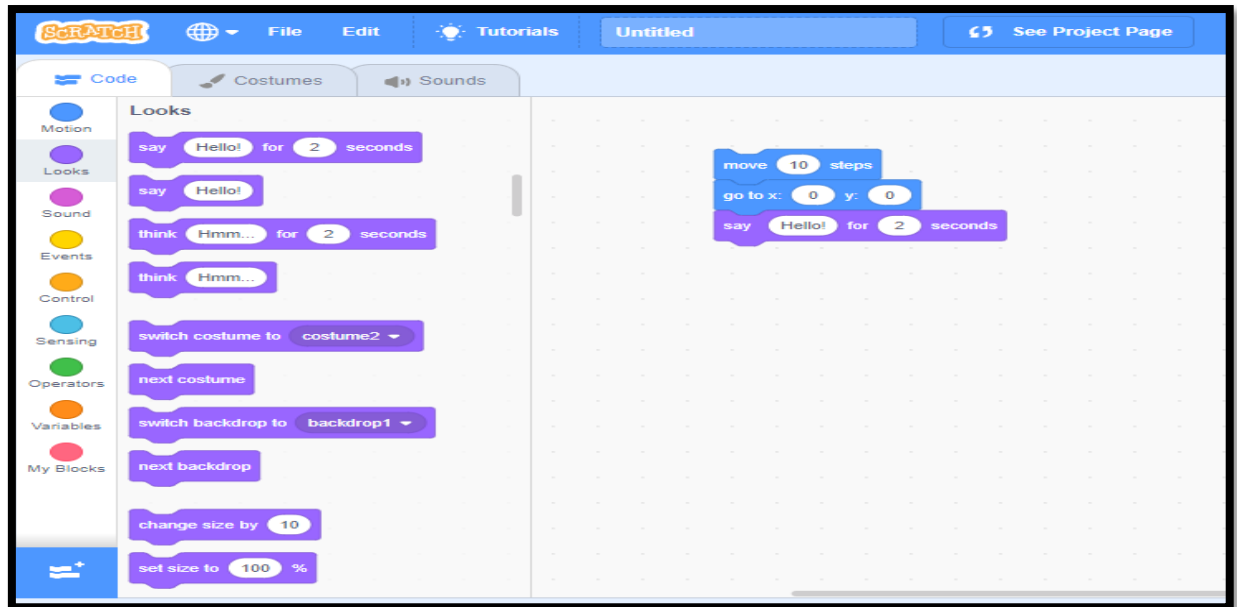 SCRATCH File Edit Tutorials Untitled See Project Page
Code Costumes Sounds
Motion
Looks
Sound
Events
Control
Sensing
Operators
Variables
My Blocks
Looks
say Hello! for 2 seconds
say Hello!
think Hmm... for 2 seconds
think Hmm...
switch costume to costume2
next costume
switch backdrop to backdrop1
next backdrop
change size by 10
set size to 100 %
move 10 steps
go to x: 0 y: 0
say Hello! for 2 seconds